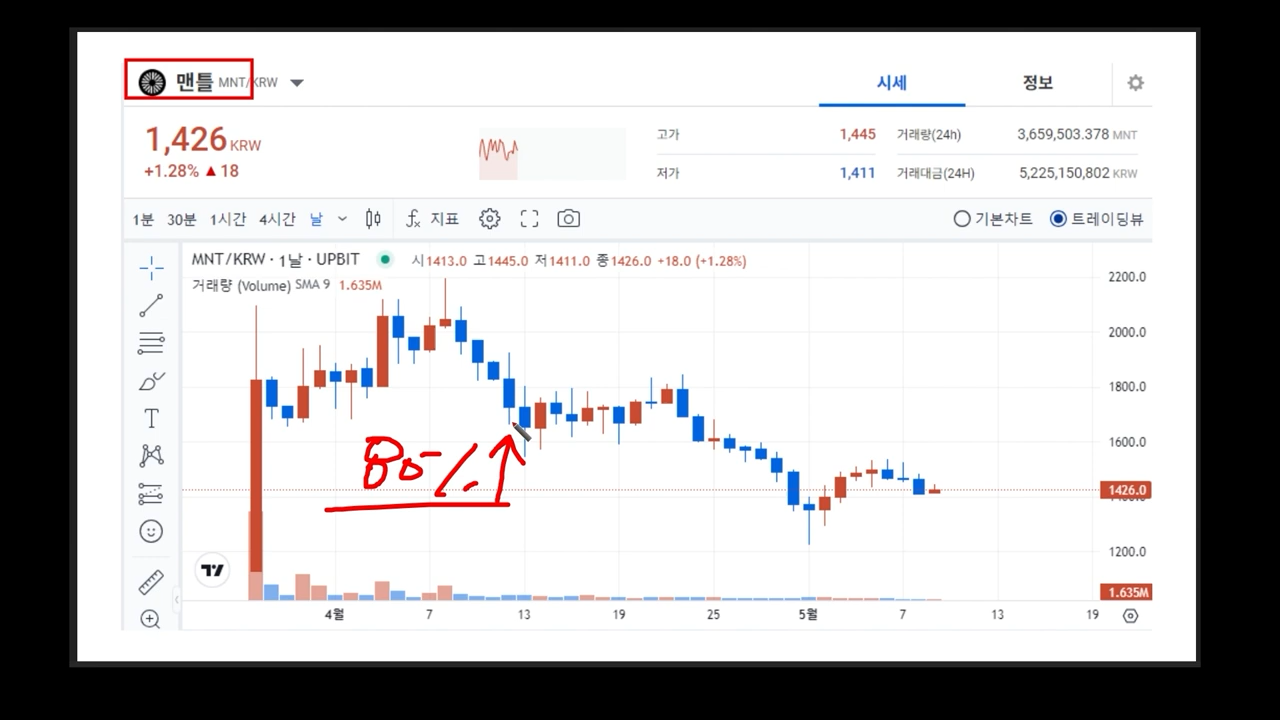 맨틀 MNT/KRW
시세 정보
1,426 KRW
+1.28% ▲ 18
고가 1,445 거래량(24h) 3,659,503.378 MNT
저가 1,411 거래대금(24H) 5,225,150,802 KRW
1분 30분 1시간 4시간 날 fx 지표 기본차트 트레이딩뷰
MNT/KRW · 1날 · UPBIT 시1413.0 고1445.0 저1411.0 종1426.0 +18.0 (+1.28%)
거래량 (Volume) SMA 9 1.635M
2200.0
2000.0
1800.0
1600.0
80%↑
1426.0
1200.0
1.635M
4월 7 13 19 25 5월 7 13 19